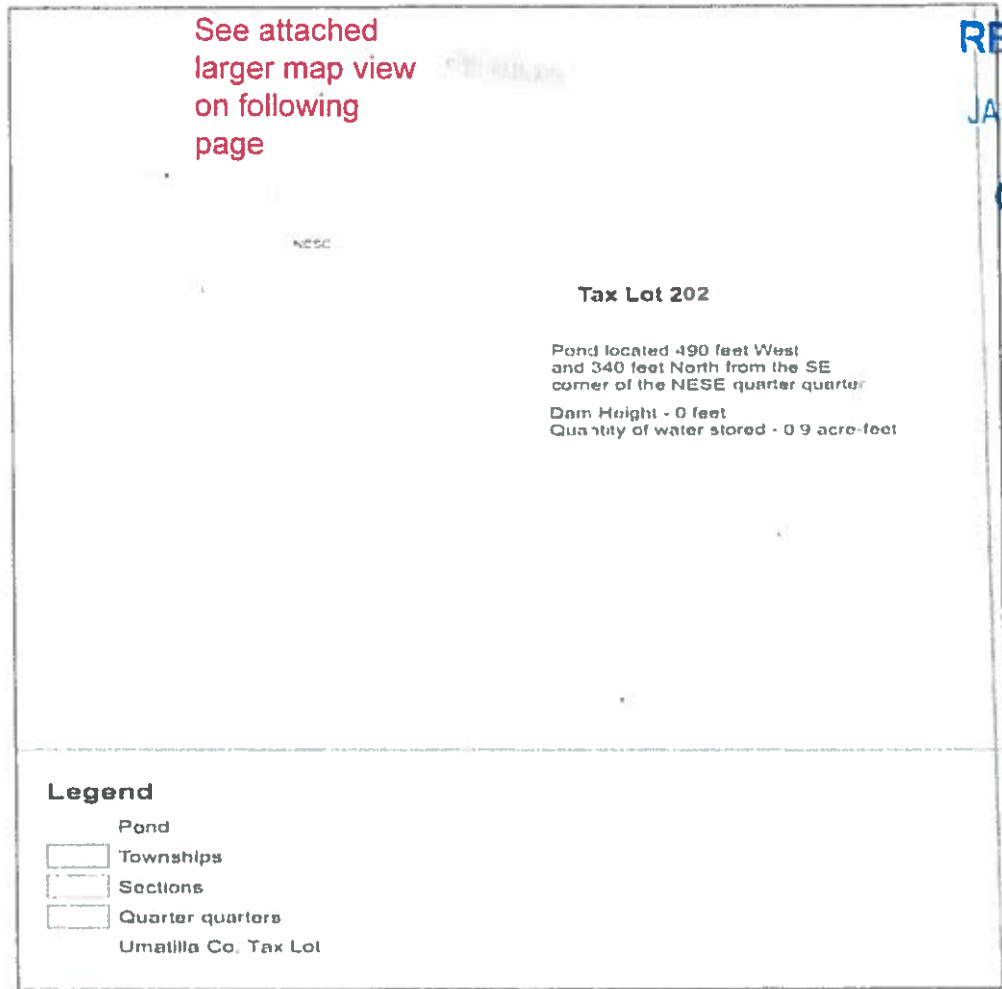 See attached
larger map view
on following
page
RE
JA
NESE
Tax Lot 202
Pond located 490 feet West
and 340 feet North from the SE
corner of the NESE quarter quarter
Dam Height - 0 feet
Quantity of water stored - 0.9 acre-feet
Legend
Pond
Townships
Sections
Quarter quarters
Umatilla Co. Tax Lot